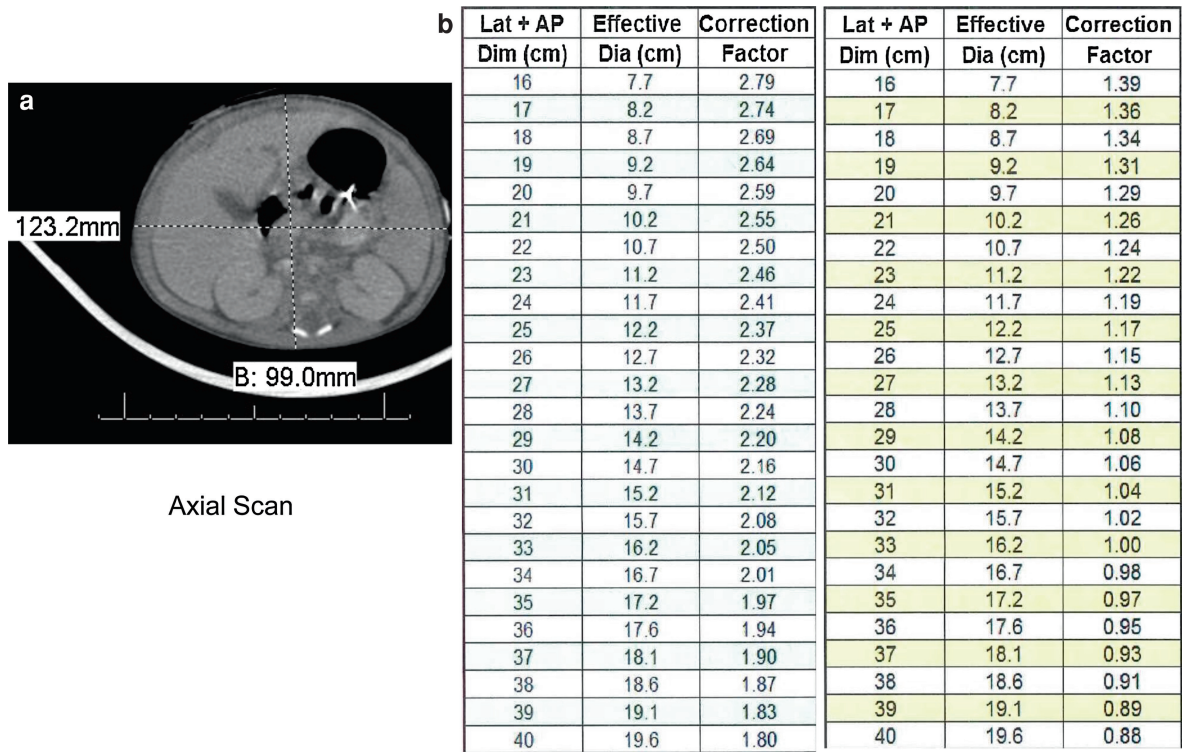 a
123.2mm
B: 99.0mm
Axial Scan
b
Lat + AP Effective Correction
Dim (cm) Dia (cm) Factor
16 7.7 2.79
17 8.2 2.74
18 8.7 2.69
19 9.2 2.64
20 9.7 2.59
21 10.2 2.55
22 10.7 2.50
23 11.2 2.46
24 11.7 2.41
25 12.2 2.37
26 12.7 2.32
27 13.2 2.28
28 13.7 2.24
29 14.2 2.20
30 14.7 2.16
31 15.2 2.12
32 15.7 2.08
33 16.2 2.05
34 16.7 2.01
35 17.2 1.97
36 17.6 1.94
37 18.1 1.90
38 18.6 1.87
39 19.1 1.83
40 19.6 1.80
Lat + AP Effective Correction
Dim (cm) Dia (cm) Factor
16 7.7 1.39
17 8.2 1.36
18 8.7 1.34
19 9.2 1.31
20 9.7 1.29
21 10.2 1.26
22 10.7 1.24
23 11.2 1.22
24 11.7 1.19
25 12.2 1.17
26 12.7 1.15
27 13.2 1.13
28 13.7 1.10
29 14.2 1.08
30 14.7 1.06
31 15.2 1.04
32 15.7 1.02
33 16.2 1.00
34 16.7 0.98
35 17.2 0.97
36 17.6 0.95
37 18.1 0.93
38 18.6 0.91
39 19.1 0.89
40 19.6 0.88